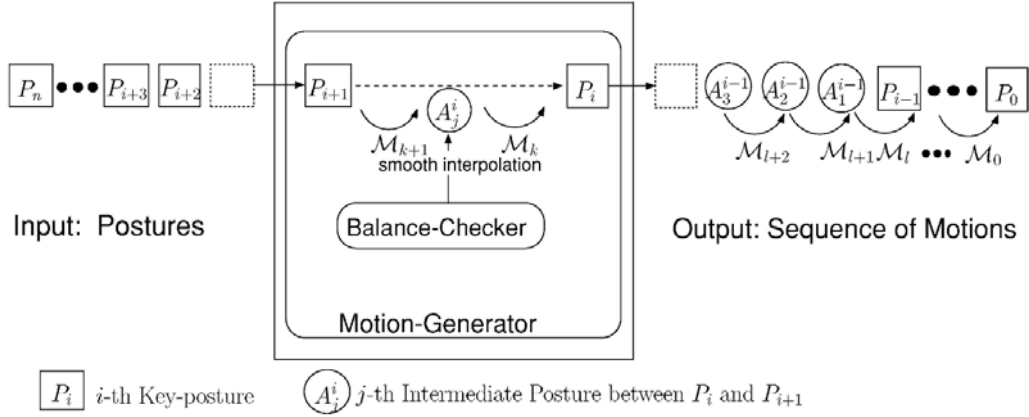 P_n ••• P_{i+3} P_{i+2} P_{i+1} P_i A_3^{i-1} A_2^{i-1} A_1^{i-1} P_{i-1} ••• P_0
A_j^i
M_{k+1} M_k M_{l+2} M_{l+1} M_l ••• M_0
smooth interpolation
Input: Postures Balance-Checker Output: Sequence of Motions
Motion-Generator
P_i i-th Key-posture A_j^i j-th Intermediate Posture between P_i and P_{i+1}